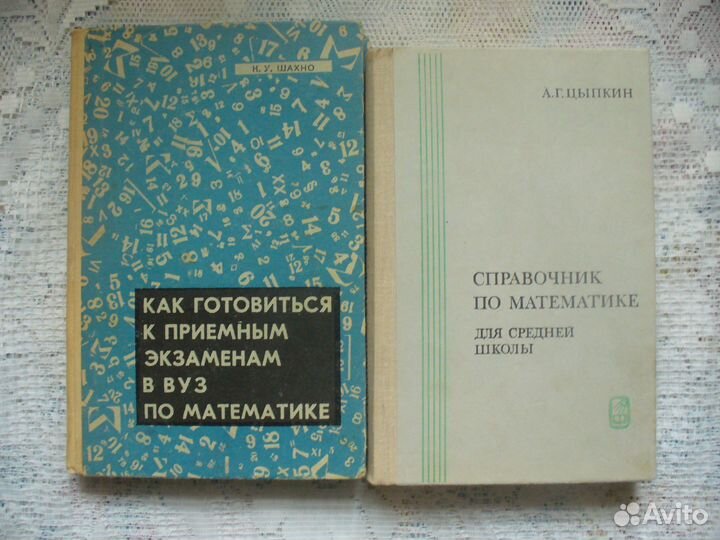 К. У. ШАХНО
КАК ГОТОВИТЬСЯ
К ПРИЕМНЫМ
ЭКЗАМЕНАМ
В ВУЗ
ПО МАТЕМАТИКЕ
А.Г. ЦЫПКИН
СПРАВОЧНИК
ПО МАТЕМАТИКЕ
ДЛЯ СРЕДНЕЙ
ШКОЛЫ
Avito